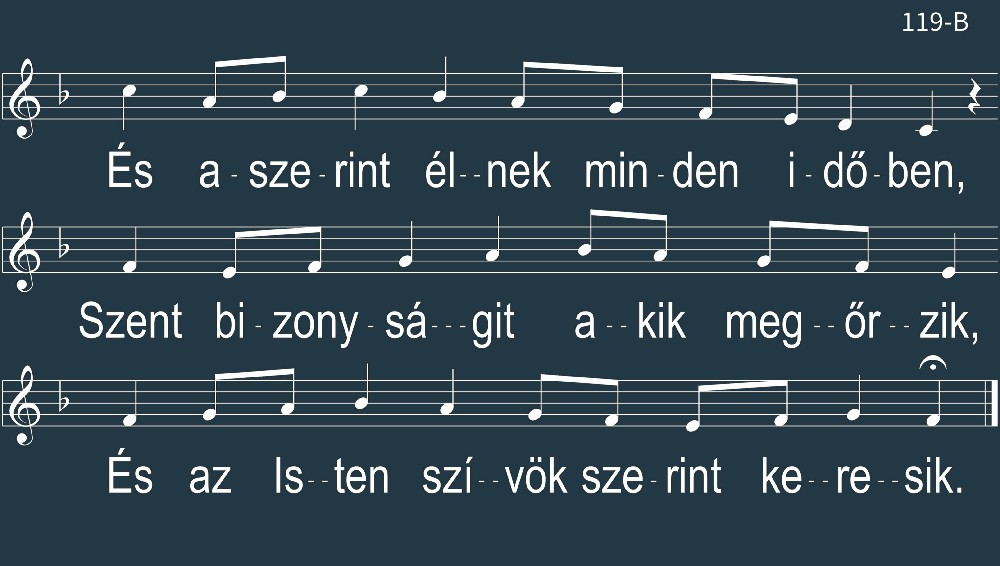 119-B
És a - sze - rint él--nek min - den i - dő - ben,
Szent bi - zony - sá---git a -- kik meg -- őr -- zik,
És az Is--ten szí--vök sze - rint ke--re--sik.